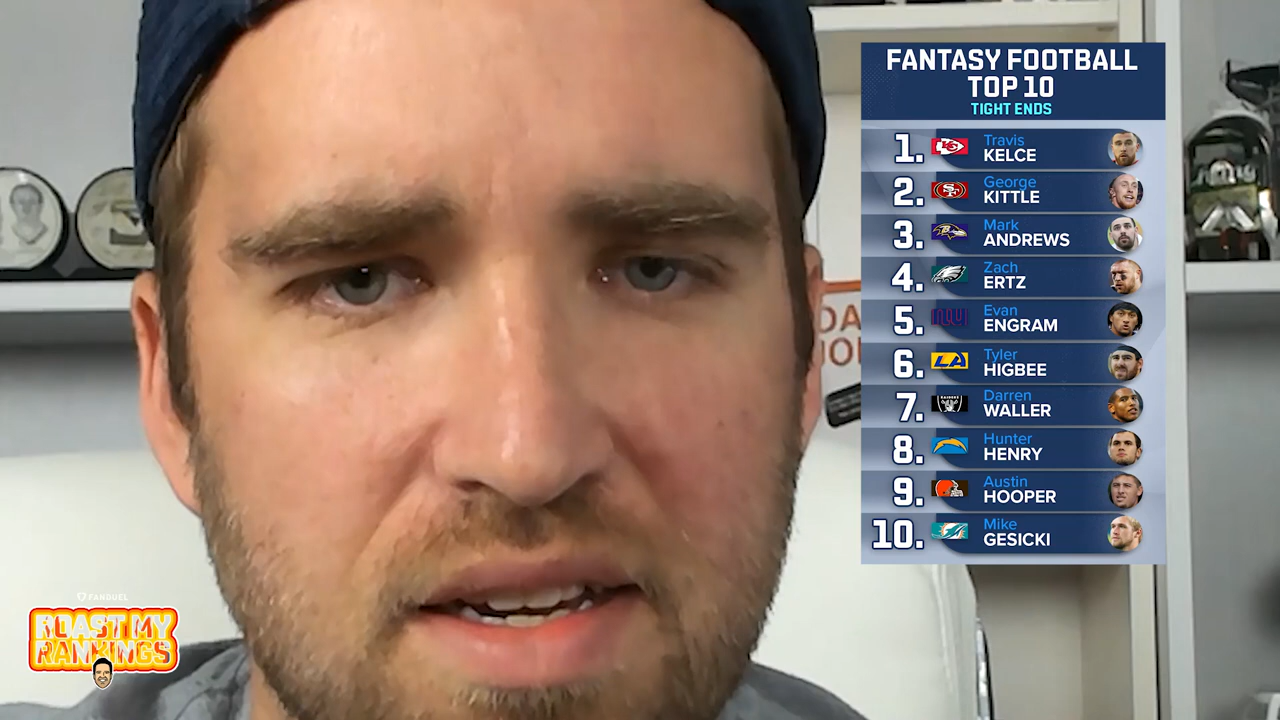 FANTASY FOOTBALL
TOP 10
TIGHT ENDS
1. Travis
KELCE
2. George
KITTLE
3. Mark
ANDREWS
4. Zach
ERTZ
5. Evan
ENGRAM
6. LA Tyler
HIGBEE
7. RAIDERS Darren
WALLER
8. Hunter
HENRY
9. Austin
HOOPER
10. Mike
GESICKI
FANDUEL
ROAST MY
RANKINGS